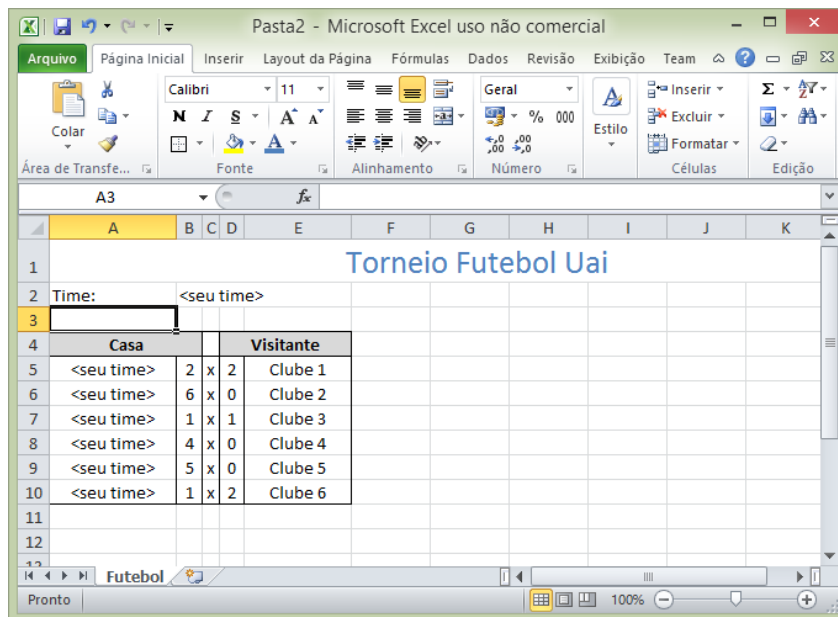 Pasta2 - Microsoft Excel uso não comercial
Arquivo Página Inicial Inserir Layout da Página Fórmulas Dados Revisão Exibição Team
Calibri 11 Geral Inserir Σ
Colar N I S A A % 000 Estilo Excluir
A Formatar
Área de Transfe... Fonte Alinhamento Número Células Edição
A3 fx
A B C D E F G H I J K
1 Torneio Futebol Uai
2 Time: <seu time>
3
4 Casa Visitante
5 <seu time> 2 x 2 Clube 1
6 <seu time> 6 x 0 Clube 2
7 <seu time> 1 x 1 Clube 3
8 <seu time> 4 x 0 Clube 4
9 <seu time> 5 x 0 Clube 5
10 <seu time> 1 x 2 Clube 6
11
12
Futebol
Pronto 100%